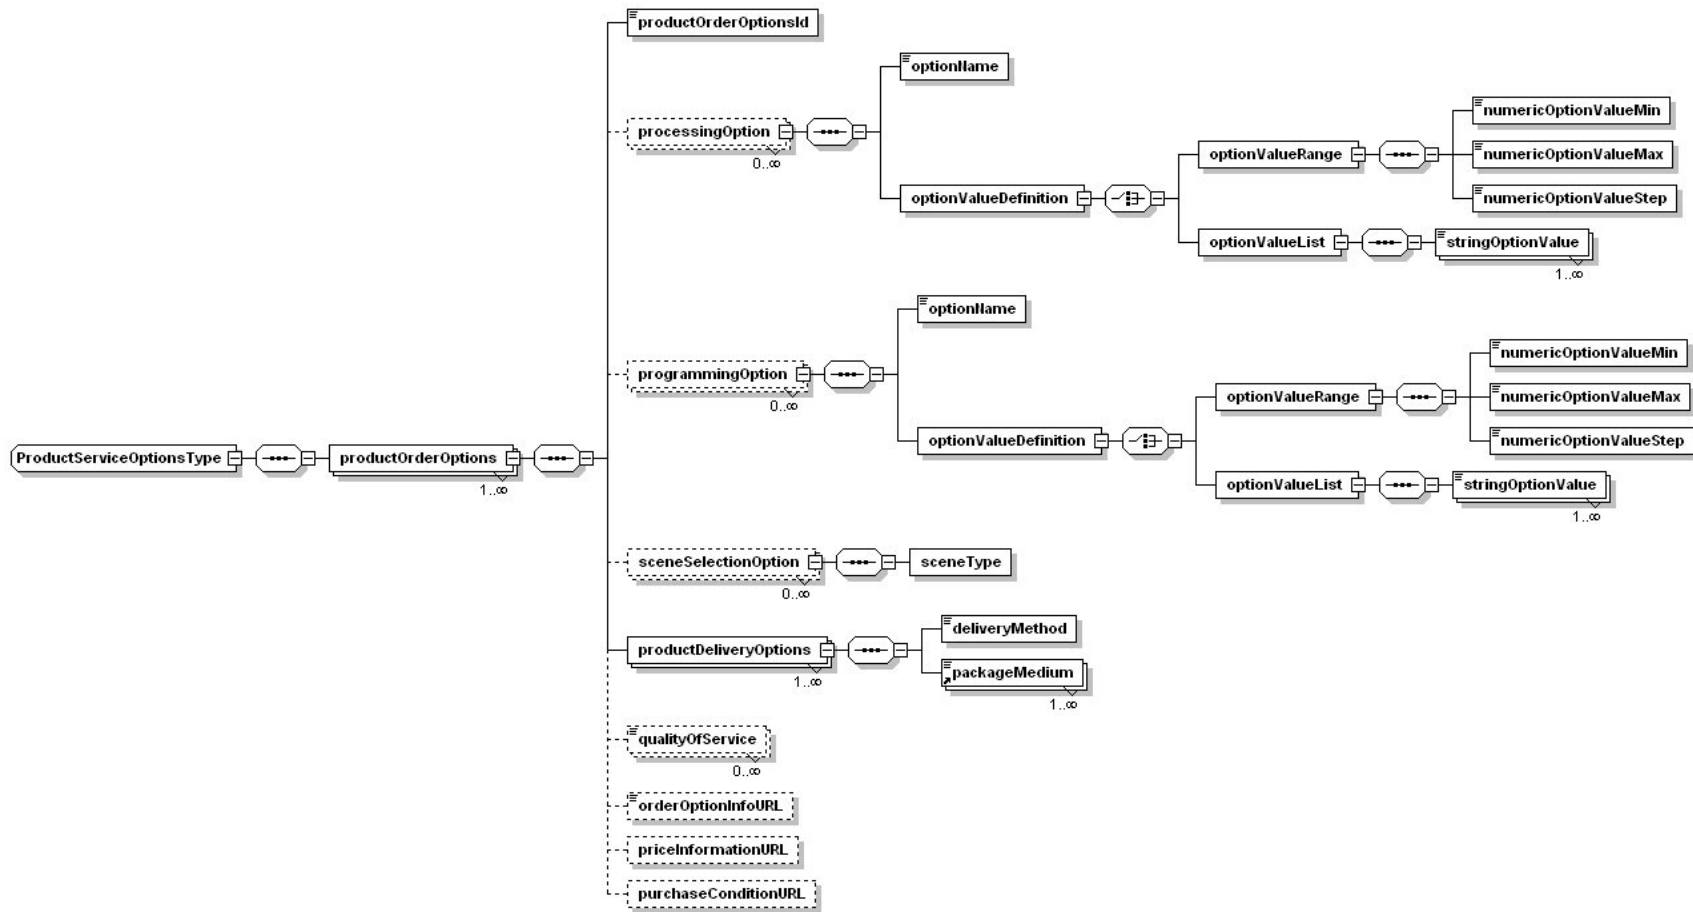 productOrderOptionsId
optionName
processingOption
0..∞
numericOptionValueMin
optionValueRange
numericOptionValueMax
optionValueDefinition
numericOptionValueStep
optionValueList
stringOptionValue
1..∞
optionName
programmingOption
0..∞
numericOptionValueMin
optionValueRange
numericOptionValueMax
optionValueDefinition
numericOptionValueStep
ProductServiceOptionsType
productOrderOptions
1..∞
optionValueList
stringOptionValue
1..∞
sceneSelectionOption
0..∞
sceneType
productDeliveryOptions
1..∞
deliveryMethod
packageMedium
1..∞
qualityOfService
0..∞
orderOptionInfoURL
priceInformationURL
purchaseConditionURL